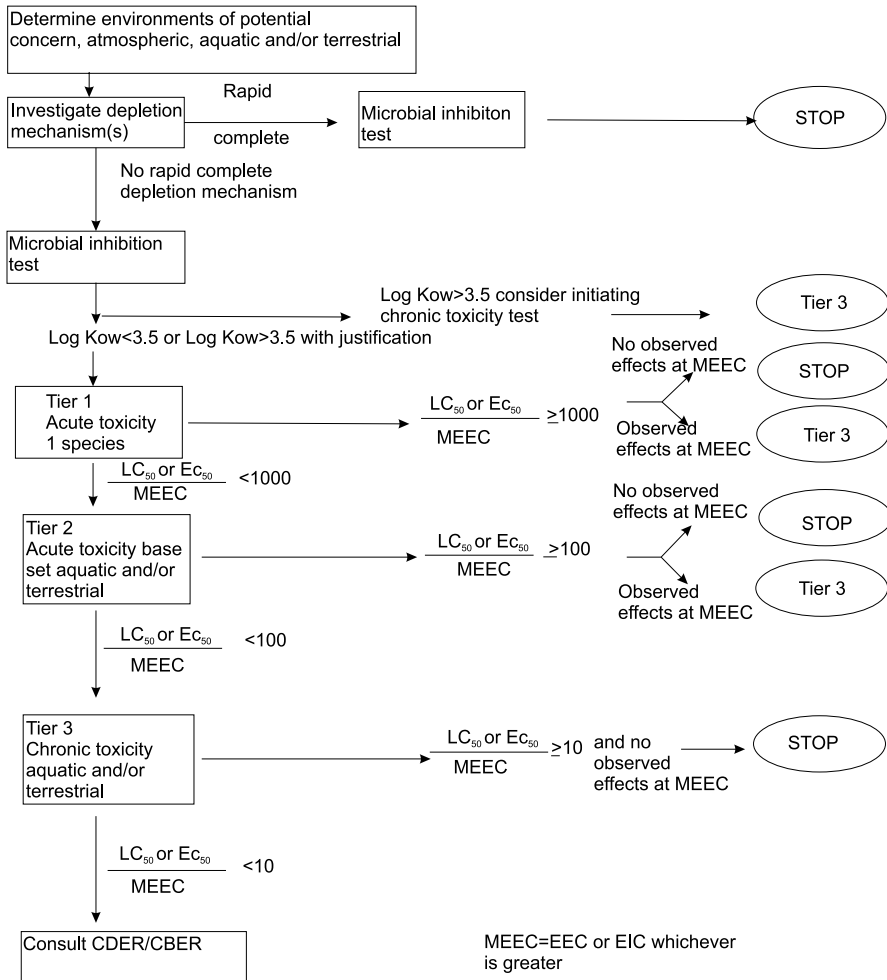 Determine environments of potential
concern, atmospheric, aquatic and/or terrestrial
Investigate depletion
mechanism(s)
Rapid
complete
Microbial inhibiton
test
STOP
No rapid complete
depletion mechanism
Microbial inhibition
test
Log Kow>3.5 consider initiating
chronic toxicity test
Tier 3
Log Kow<3.5 or Log Kow>3.5 with justification
Tier 1
Acute toxicity
1 species
LC₅₀ or Ec₅₀
MEEC
≥1000
No observed
effects at MEEC
STOP
Observed
effects at MEEC
Tier 3
LC₅₀ or Ec₅₀
MEEC
<1000
Tier 2
Acute toxicity base
set aquatic and/or
terrestrial
LC₅₀ or Ec₅₀
MEEC
≥100
No observed
effects at MEEC
STOP
Observed
effects at MEEC
Tier 3
LC₅₀ or Ec₅₀
MEEC
<100
Tier 3
Chronic toxicity
aquatic and/or
terrestrial
LC₅₀ or Ec₅₀
MEEC
≥10
and no
observed
effects at MEEC
STOP
LC₅₀ or Ec₅₀
MEEC
<10
Consult CDER/CBER
MEEC=EEC or EIC whichever
is greater